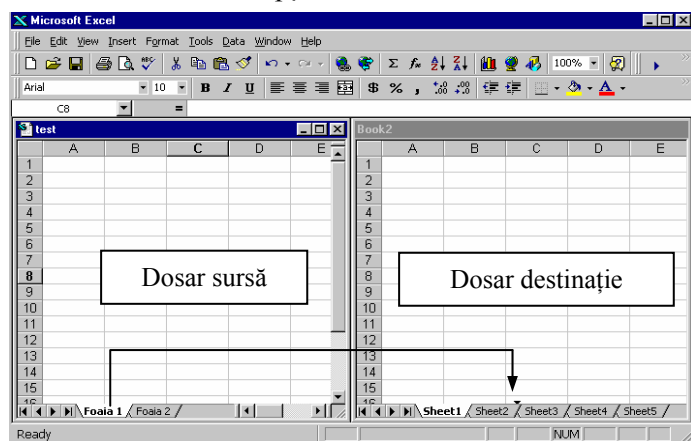 Microsoft Excel
File Edit View Insert Format Tools Data Window Help
100%
Arial 10 B I U $ % ,
C8 =
test
Book2
A B C D E
A B C D E
1 1
2 2
3 3
4 4
5 5
6 6
7 7
8 8
9 9
10 10
11 11
12 12
13 13
14 14
15 15
Dosar sursă
Dosar destinație
Foaia 1 Foaia 2
Sheet1 Sheet2 Sheet3 Sheet4 Sheet5
Ready
NUM